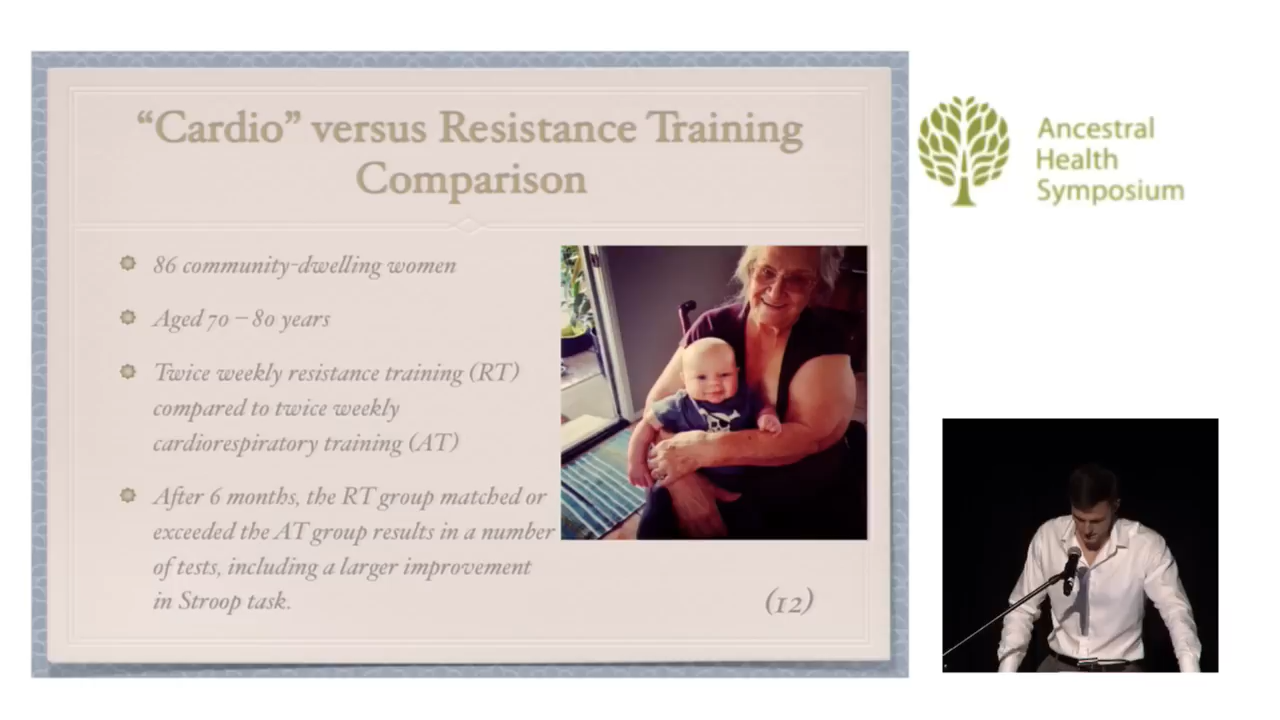 “Cardio” versus Resistance Training
Comparison
86 community-dwelling women
Aged 70 – 80 years
Twice weekly resistance training (RT)
compared to twice weekly
cardiorespiratory training (AT)
After 6 months, the RT group matched or
exceeded the AT group results in a number
of tests, including a larger improvement
in Stroop task.
(12)
Ancestral
Health
Symposium